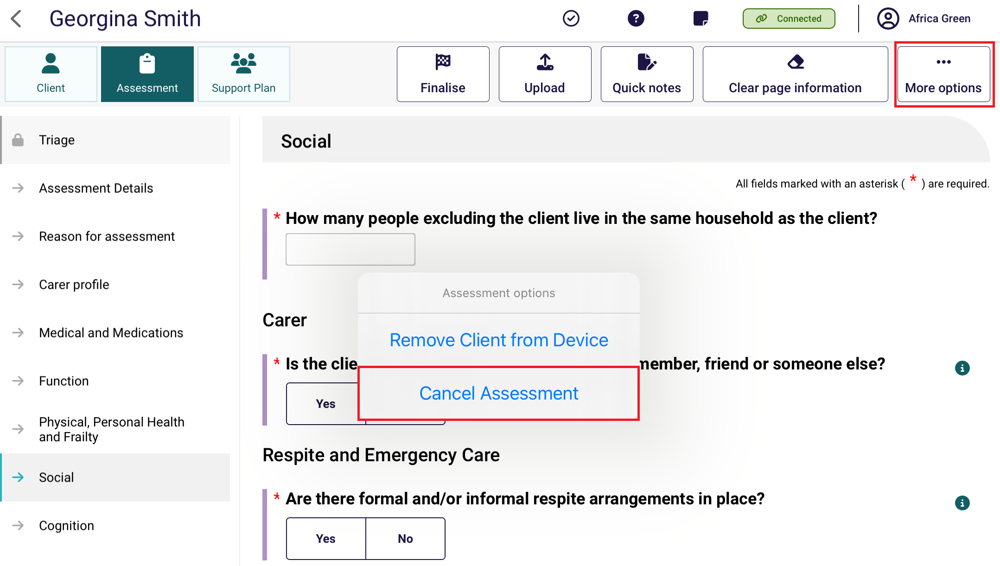 Georgina Smith
Connected
Africa Green
Client
Assessment
Support Plan
Finalise
Upload
Quick notes
Clear page information
More options
Triage
Assessment Details
Reason for assessment
Carer profile
Medical and Medications
Function
Physical, Personal Health
and Frailty
Social
Cognition
Social
All fields marked with an asterisk ( * ) are required.
* How many people excluding the client live in the same household as the client?
Assessment options
Remove Client from Device
Cancel Assessment
Carer
* Is the member, friend or someone else?
Yes
Respite and Emergency Care
* Are there formal and/or informal respite arrangements in place?
Yes No